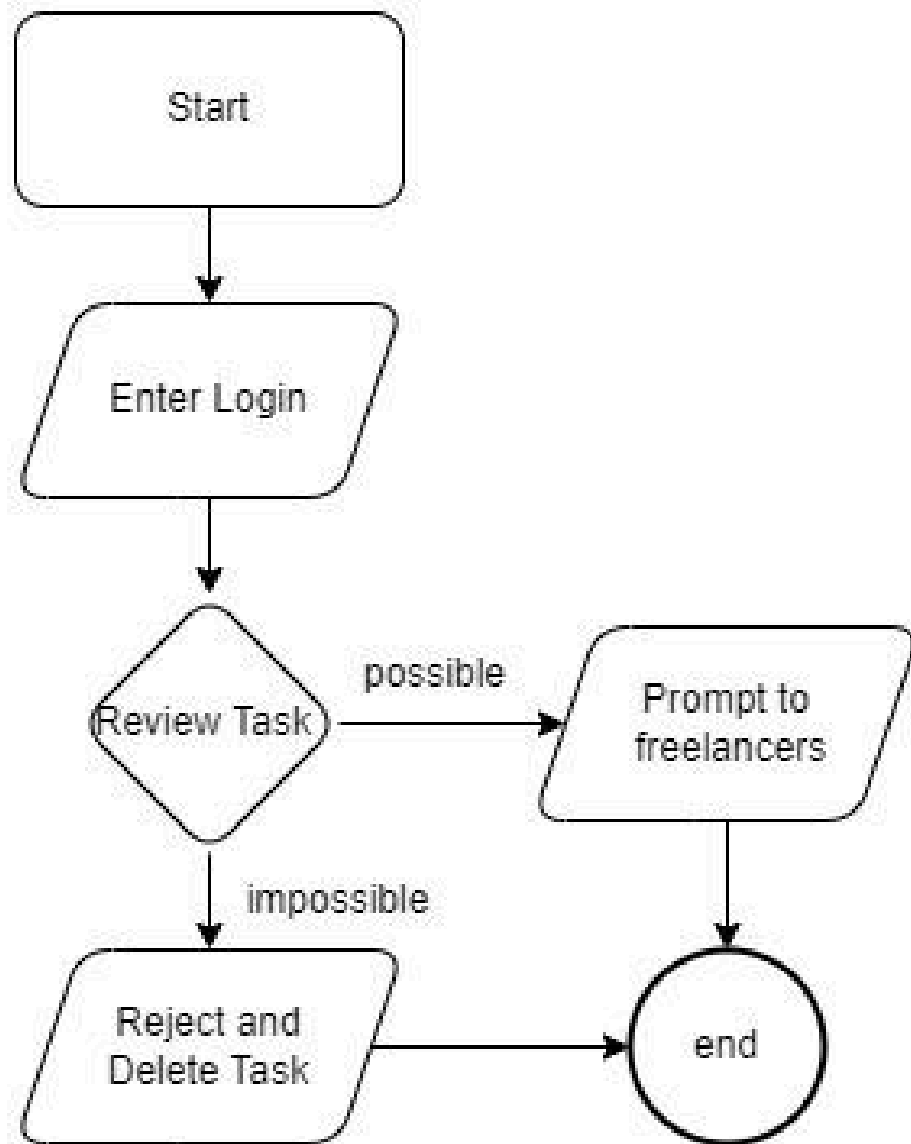 Start
Enter Login
Review Task
possible
Prompt to
freelancers
impossible
Reject and
Delete Task
end